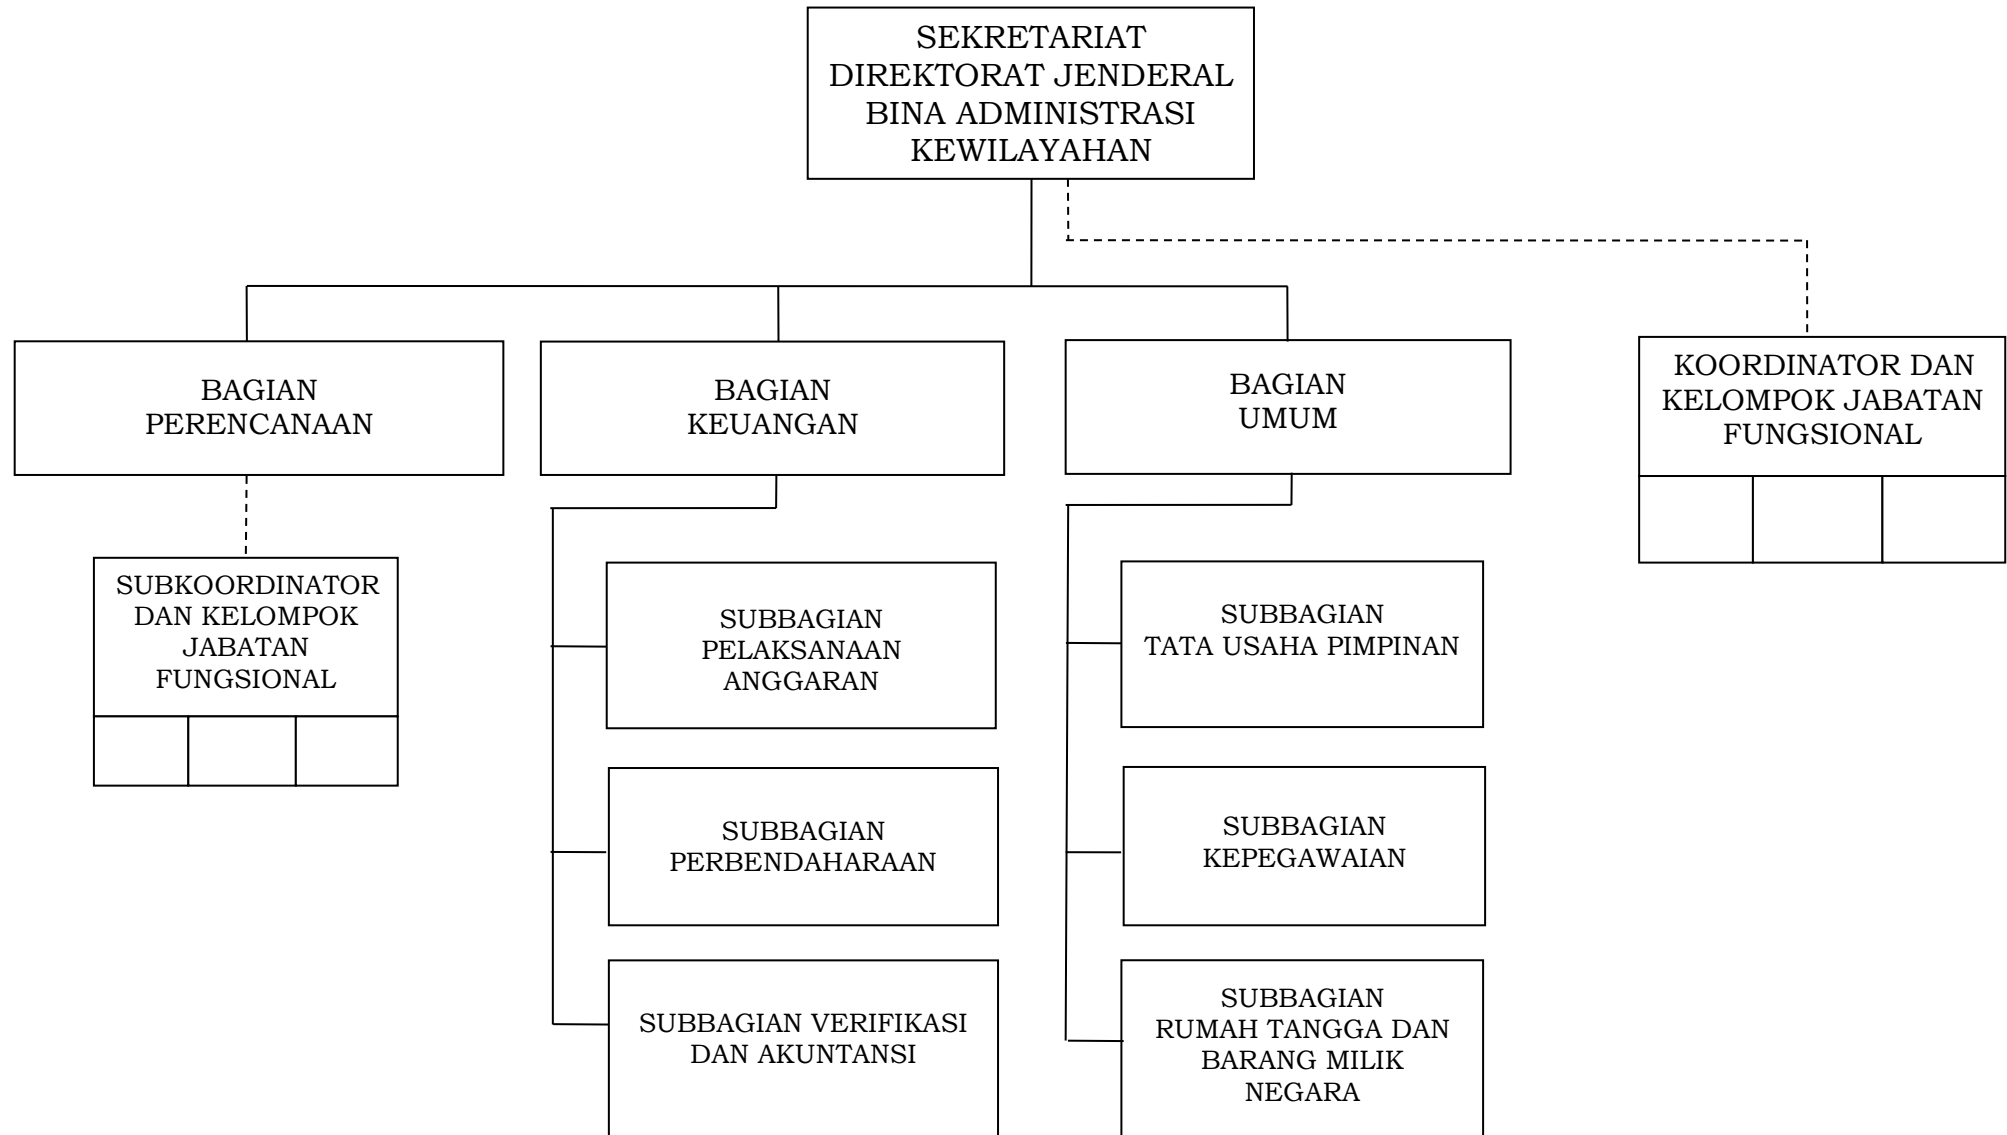 SEKRETARIAT
DIREKTORAT JENDERAL
BINA ADMINISTRASI
KEWILAYAHAN
BAGIAN
PERENCANAAN
BAGIAN
KEUANGAN
BAGIAN
UMUM
KOORDINATOR DAN
KELOMPOK JABATAN
FUNGSIONAL
SUBKOORDINATOR
DAN KELOMPOK
JABATAN
FUNGSIONAL
SUBBAGIAN
PELAKSANAAN
ANGGARAN
SUBBAGIAN
TATA USAHA PIMPINAN
SUBBAGIAN
PERBENDAHARAAN
SUBBAGIAN
KEPEGAWAIAN
SUBBAGIAN VERIFIKASI
DAN AKUNTANSI
SUBBAGIAN
RUMAH TANGGA DAN
BARANG MILIK
NEGARA